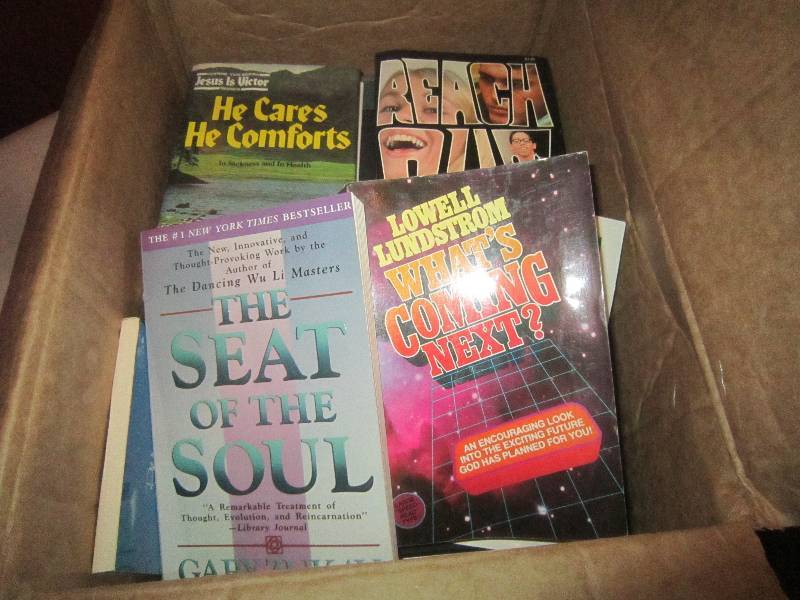 Jesus Is Victor
He Cares
He Comforts
In Sickness and In Health
REACH
OUT
THE #1 NEW YORK TIMES BESTSELLER
The New, Innovative, and
Thought-Provoking Work by the
Author of
The Dancing Wu Li Masters
THE
SEAT
OF THE
SOUL
"A Remarkable Treatment of
Thought, Evolution, and Reincarnation"
—Library Journal
GARY ZUKAV
LOWELL
LUNDSTROM
WHAT'S
COMING
NEXT?
AN ENCOURAGING LOOK
INTO THE EXCITING FUTURE
GOD HAS PLANNED FOR YOU!